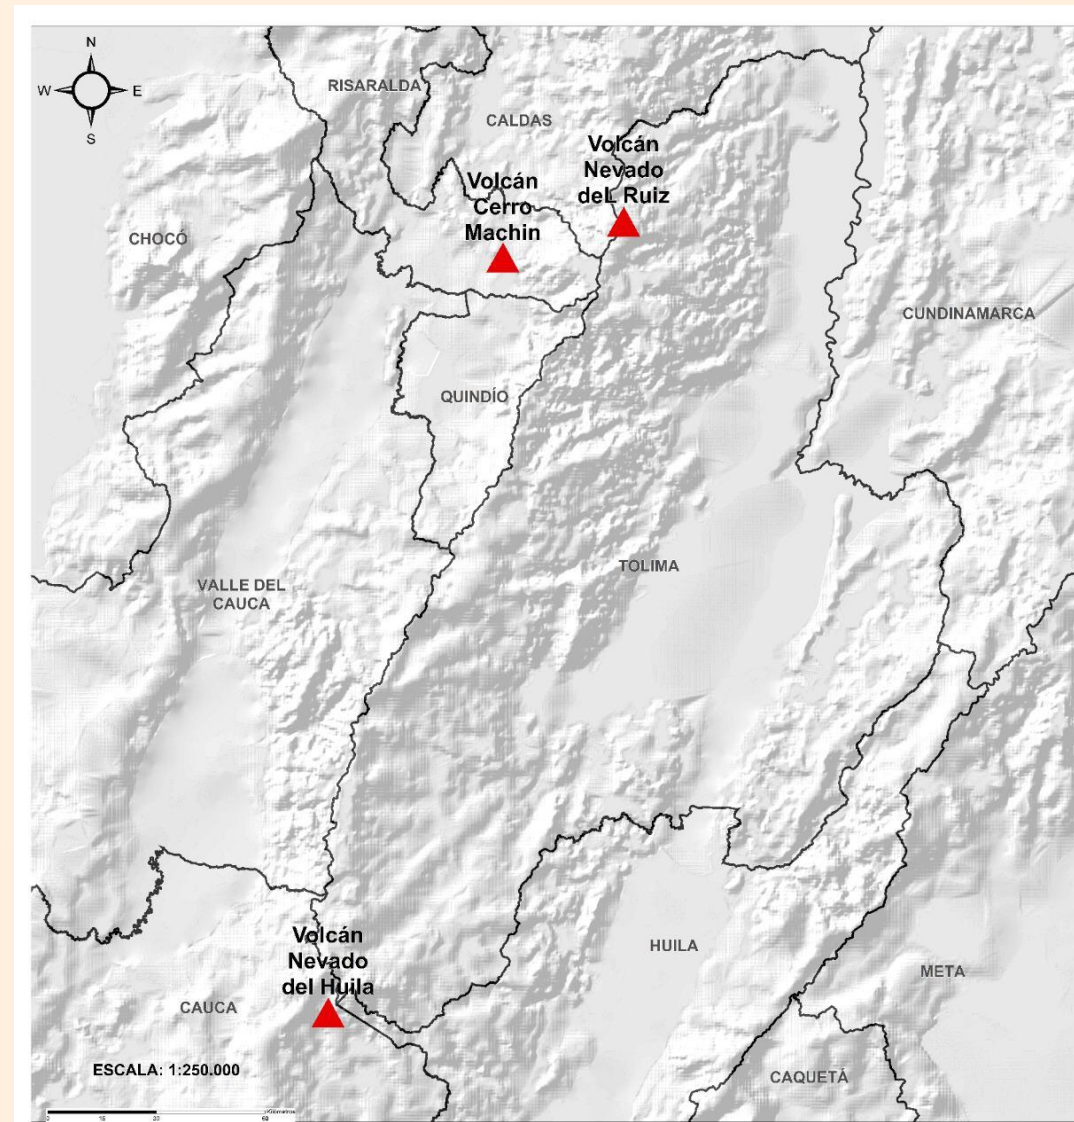 N
W
E
S
RISARALDA
CALDAS
Volcán
Nevado
deL Ruiz
Volcán
Cerro
Machin
CHOCÓ
CUNDINAMARCA
QUINDÍO
TOLIMA
VALLE DEL
CAUCA
Volcán
Nevado
del Huila
HUILA
META
CAUCA
ESCALA: 1:250.000
CAQUETÁ